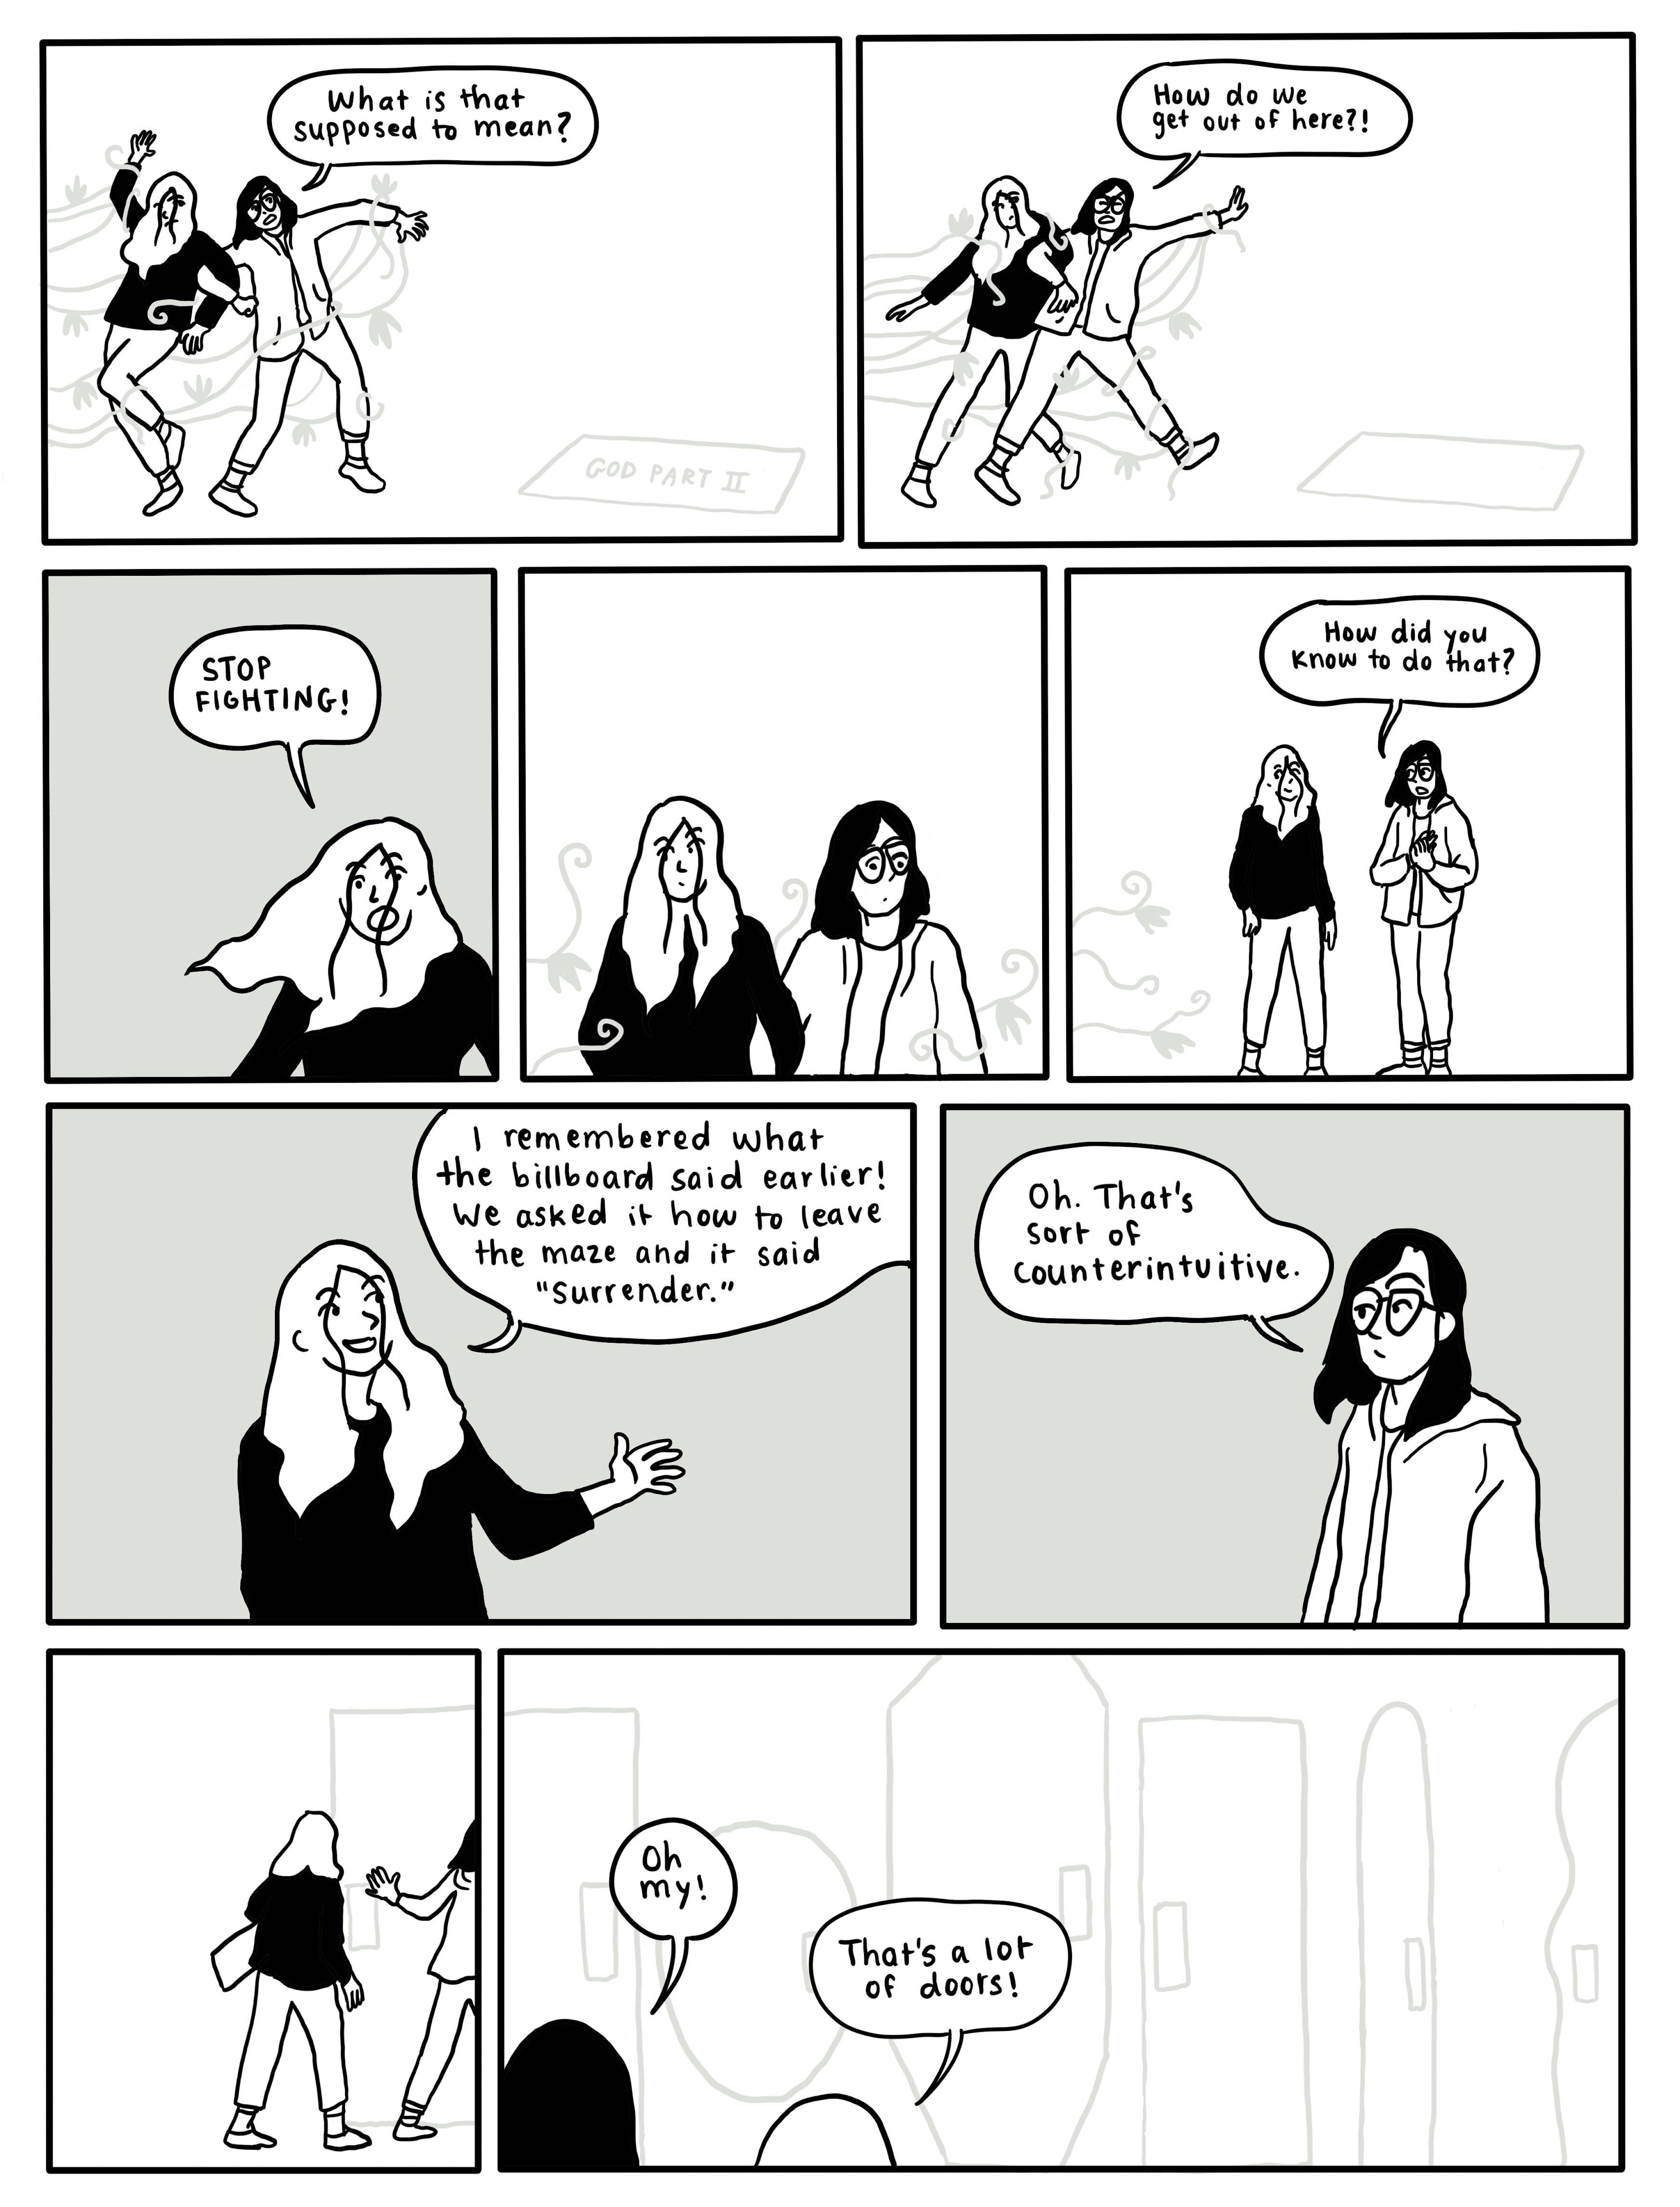 What is that
supposed to mean?
GOD PART II
How do we
get out of here?!
STOP
FIGHTING!
How did you
know to do that?
I remembered what
the billboard said earlier!
We asked it how to leave
the maze and it said
"Surrender."
Oh. That's
sort of
counterintuitive.
Oh
my!
That's a lot
of doors!